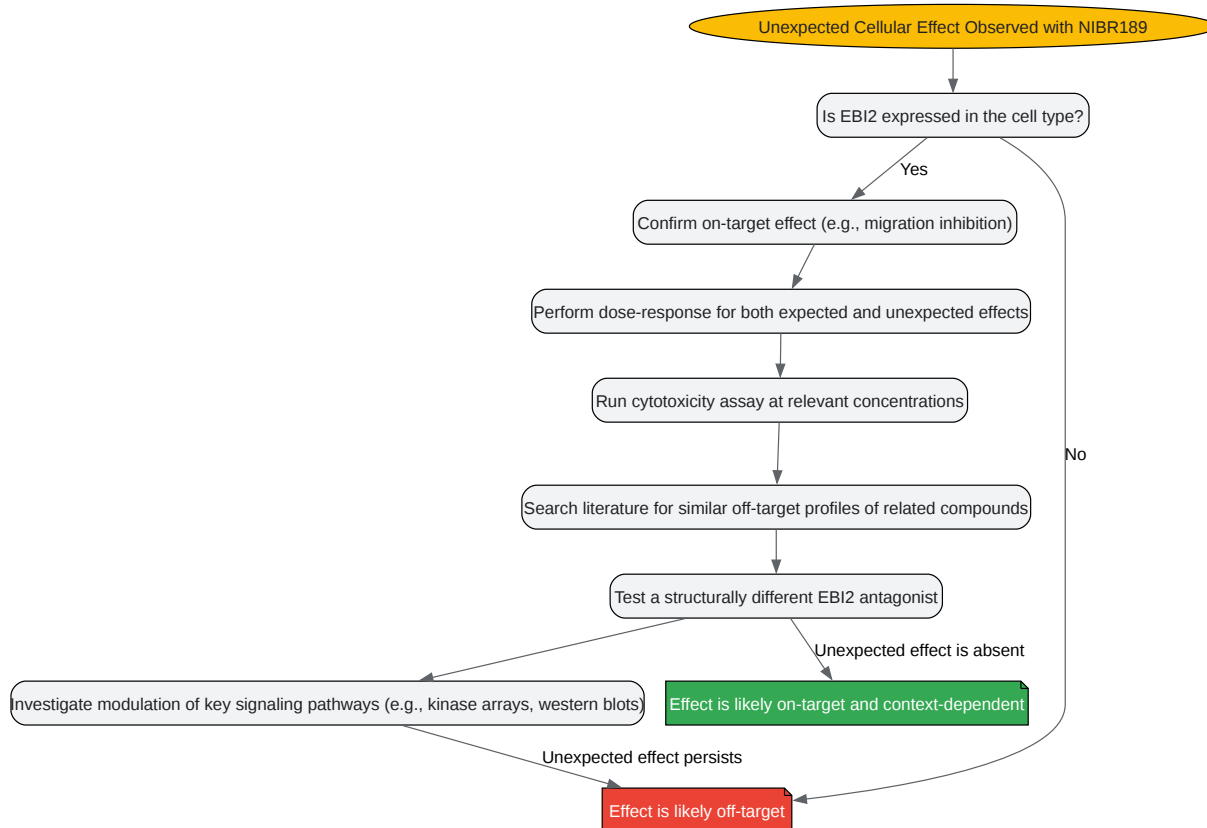 Unexpected Cellular Effect Observed with NIBR189
Is EBI2 expressed in the cell type?
Yes
Confirm on-target effect (e.g., migration inhibition)
Perform dose-response for both expected and unexpected effects
Run cytotoxicity assay at relevant concentrations
No
Search literature for similar off-target profiles of related compounds
Test a structurally different EBI2 antagonist
Unexpected effect is absent
Investigate modulation of key signaling pathways (e.g., kinase arrays, western blots)
Effect is likely on-target and context-dependent
Unexpected effect persists
Effect is likely off-target